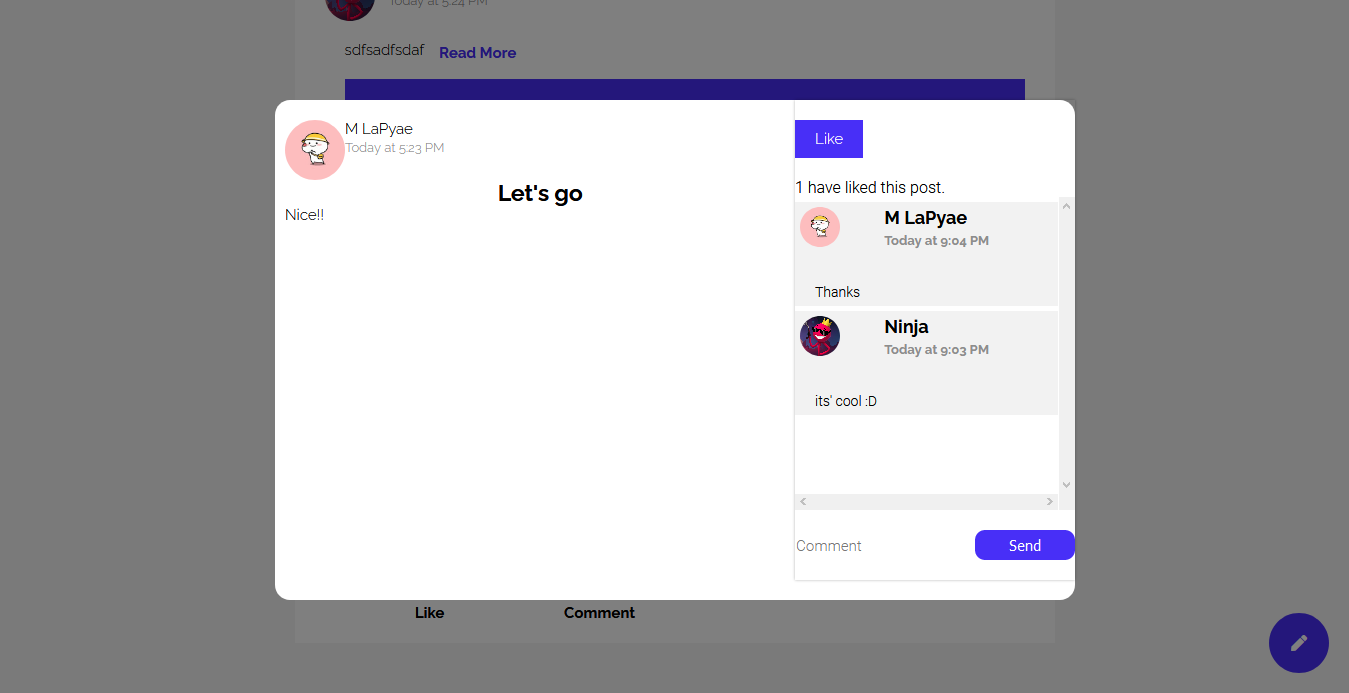 Today at 5:24 PM
sdfsadfsdaf Read More
M LaPyae
Today at 5:23 PM
Let's go
Nice!!
Like
1 have liked this post.
M LaPyae
Today at 9:04 PM
Thanks
Ninja
Today at 9:03 PM
its' cool :D
Comment Send
Like Comment